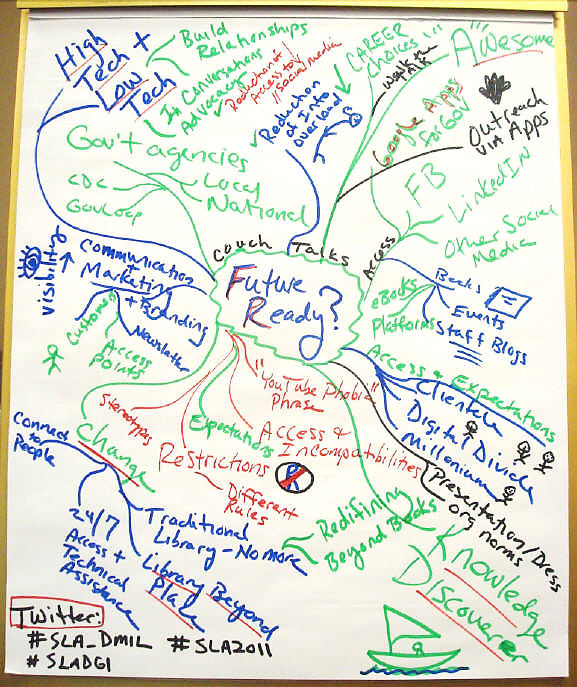 High
Tech +
Low
Tech
Build
Relationships
In Conversations
Advocacy
Reduction of
Access to
"Social media"
Reduction
of Info
overload
CAREER
choices
Walk the
talk
"Awesome"
Google Apps
for Gov
Outreach
VIA Apps
Gov't agencies
CDC
GovLoop
Local
National
FB
LinkedIN
Other Social
Media
Access
Couch Talks
Future
Ready?
visibility
Communication
+
Marketing
+ Branding
Newsletter
Customer
Access
points
Books
eBooks
Platforms
Events
Staff Blogs
Access & Expectations
Clientele
Digital Divide
Millenium
Presentation/Dress
org norms
"YouTube Phobia"
Phrase
Access &
Incompatibilities
Expectations
Stereotypes
Restrictions
R
Different
Rules
Change
Connect
to
People
24/7
Access +
Technical
Assistance
Traditional
Library - No more
Library Beyond
Place
Redifining
Beyond Books
Knowledge
Discoverer
Twitter:
#SLA_DMIL #SLA2011
#SLADGI